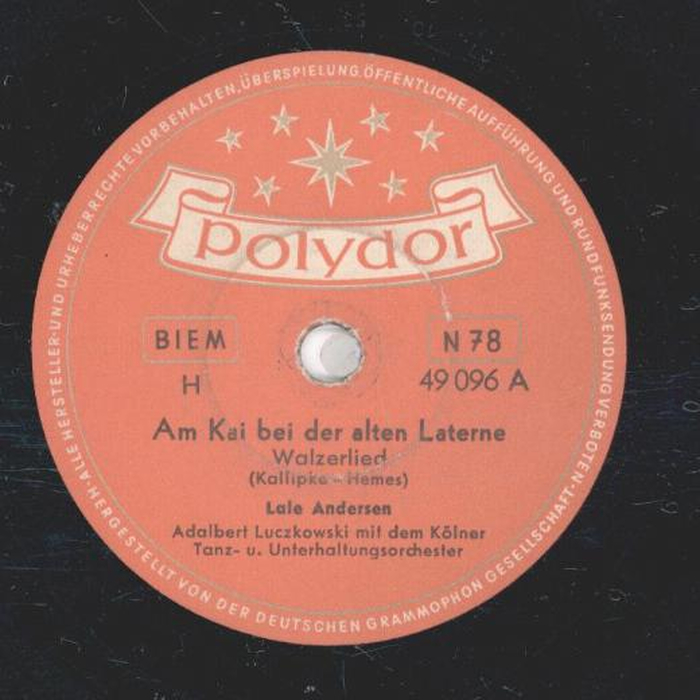 ALLE HERSTELLER- UND URHEBERRECHTE VORBEHALTEN. ÜBERSPIELUNG. ÖFFENTLICHE AUFFÜHRUNG UND RUNDFUNKSENDUNG VERBOTEN
polydor
BIEM
N 78
H
49 096 A
Am Kai bei der alten Laterne
Walzerlied
(Kallipke - Hemes)
Lale Andersen
Adalbert Luczkowski mit dem Kölner
Tanz- u. Unterhaltungsorchester
HERGESTELLT VON DER DEUTSCHEN GRAMMOPHON GESELLSCHAFT